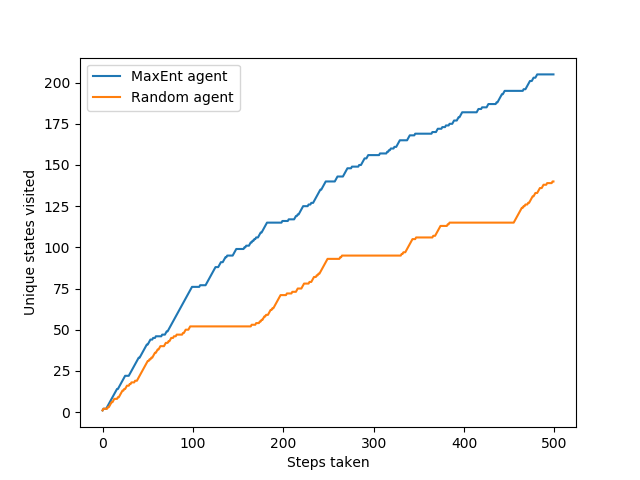 MaxEnt agent
Random agent
200
175
150
125
100
75
50
25
0
Unique states visited
0 100 200 300 400 500
Steps taken